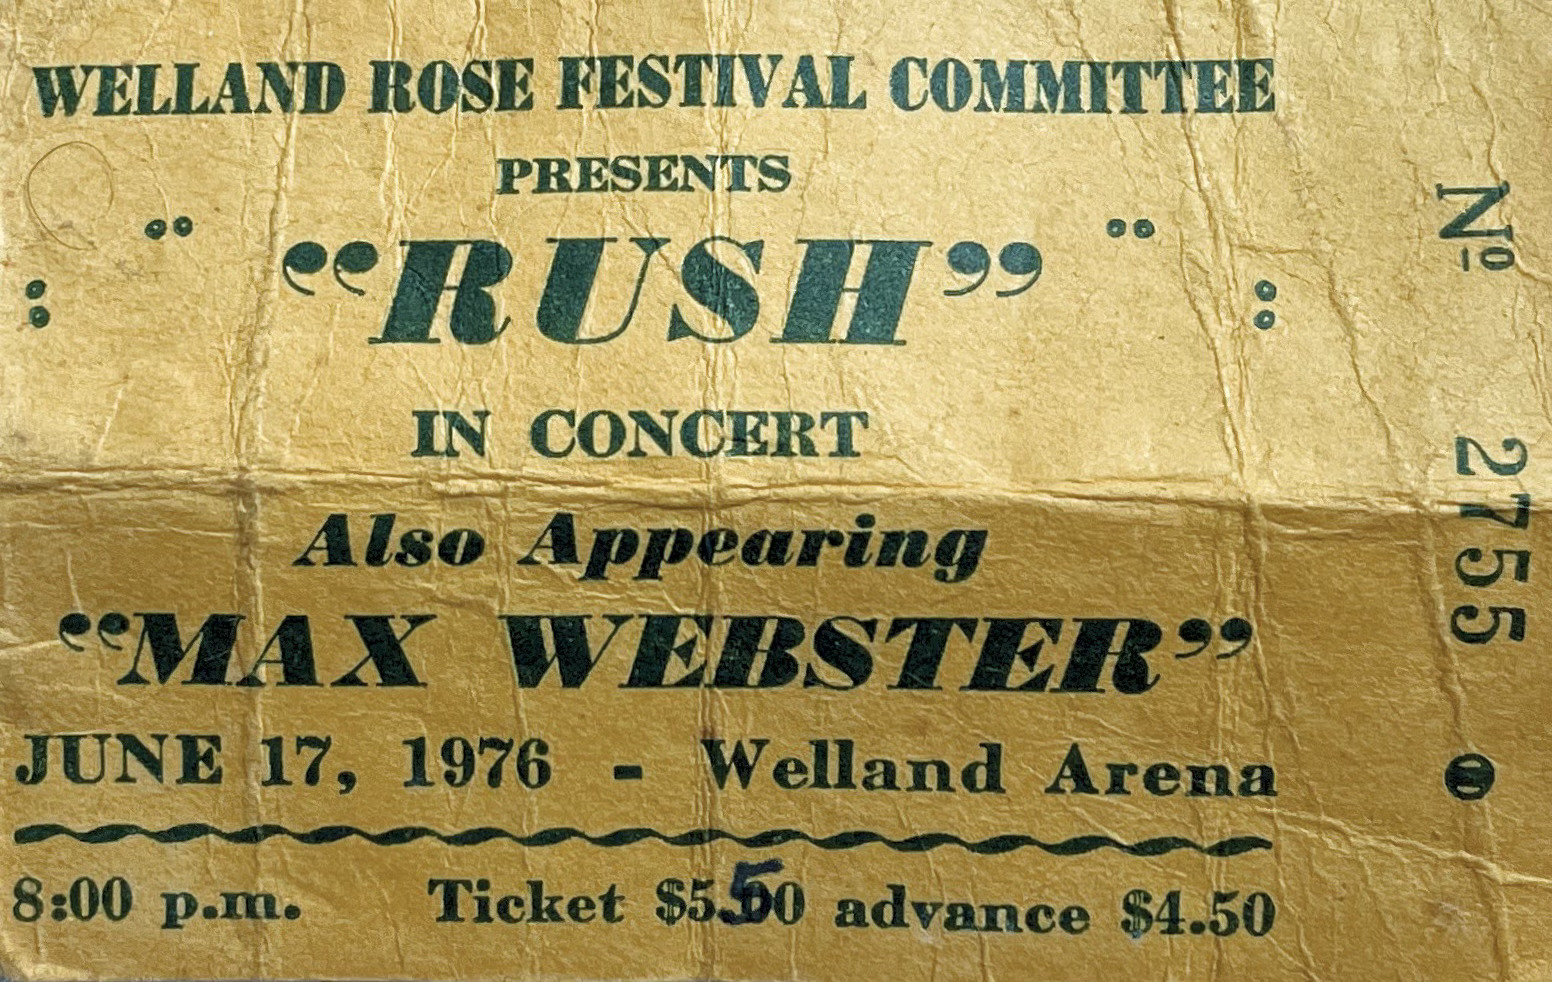 WELLAND ROSE FESTIVAL COMMITTEE
PRESENTS
“RUSH”
IN CONCERT
Also Appearing
“MAX WEBSTER”
JUNE 17, 1976 - Welland Arena
8:00 p.m. Ticket $5.50 advance $4.50
Nº 2755